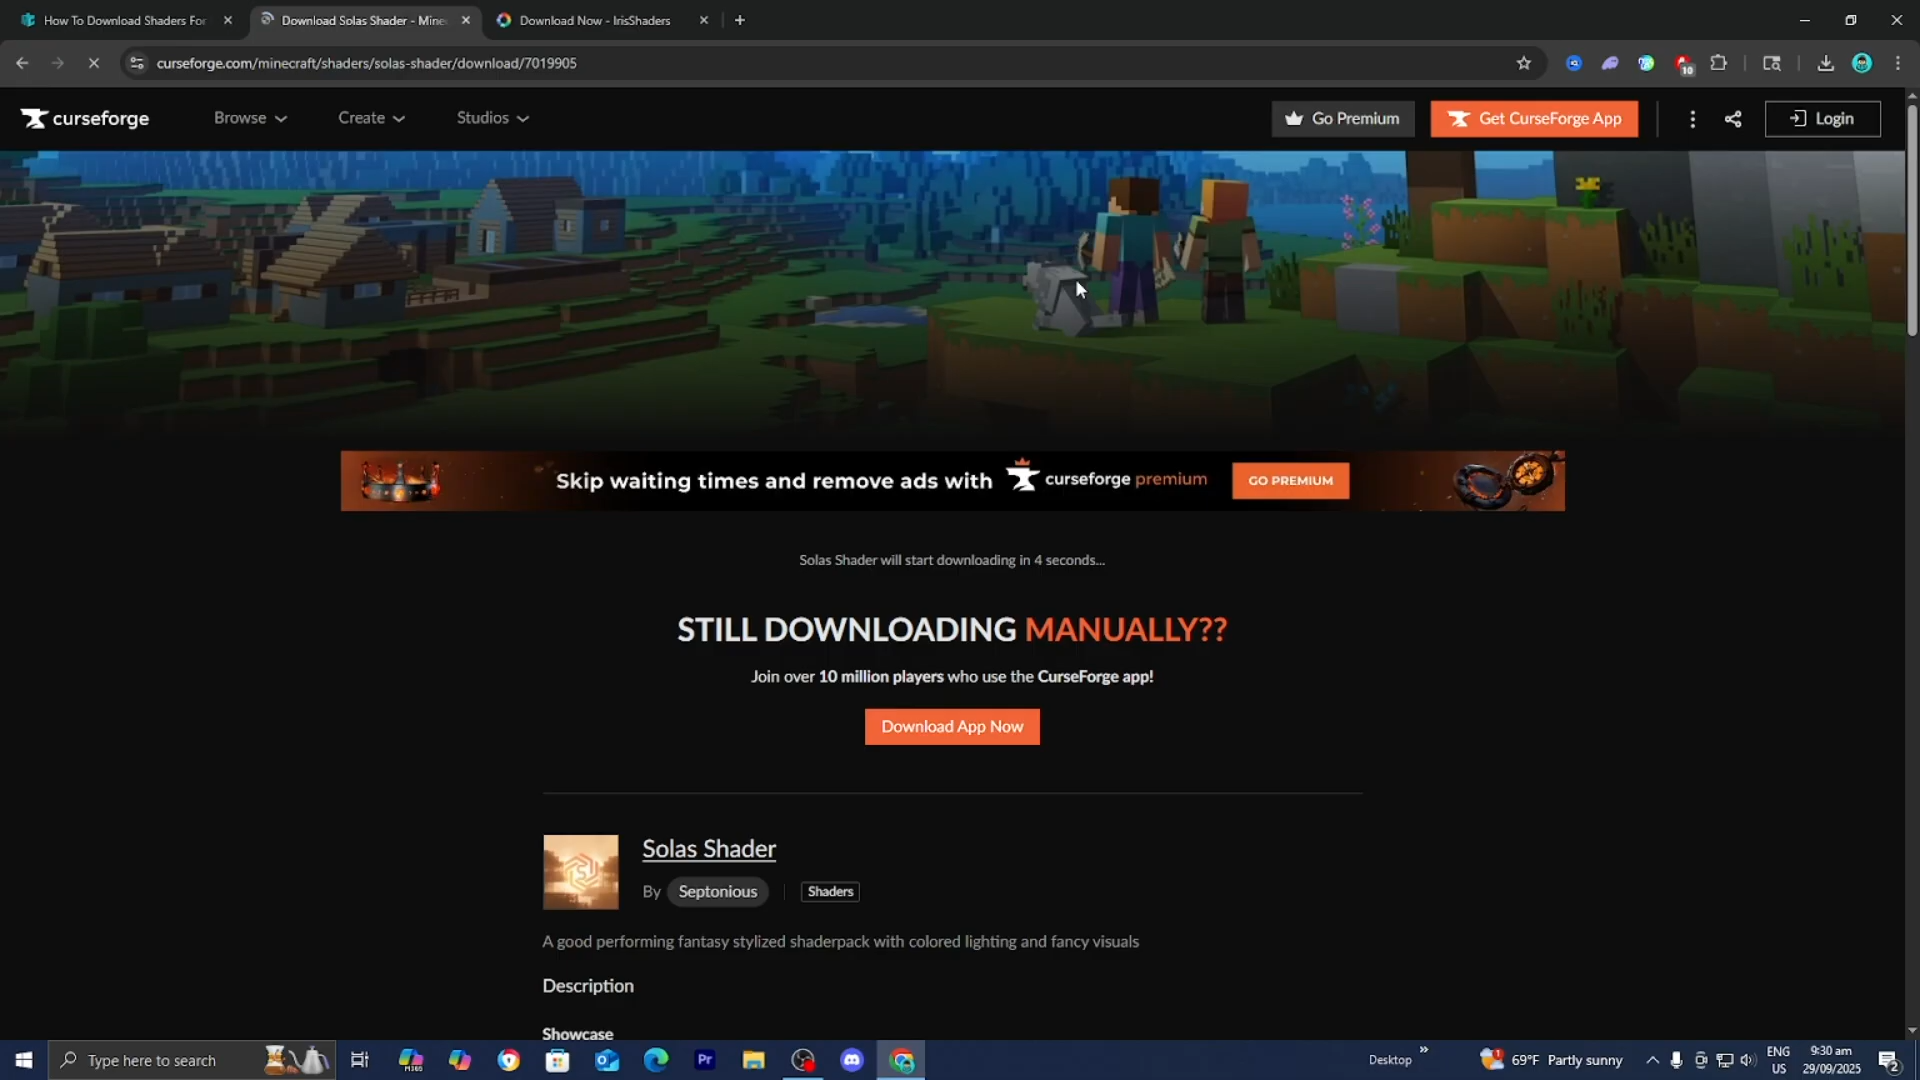 How To Download Shaders For
Download Solas Shader - Mine
Download Now - IrisShaders
curseforge.com/minecraft/shaders/solas-shader/download/7019905
10
curseforge
Browse
Create
Studios
Go Premium
Get CurseForge App
Login
Skip waiting times and remove ads with curseforge premium
GO PREMIUM
Solas Shader will start downloading in 4 seconds...
STILL DOWNLOADING MANUALLY??
Join over 10 million players who use the CurseForge app!
Download App Now
Solas Shader
By Septonious
Shaders
A good performing fantasy stylized shaderpack with colored lighting and fancy visuals
Description
Showcase
Type here to search
M365
Pr
Desktop
69°F Partly sunny
ENG
US
9:30 am
29/09/2025
2